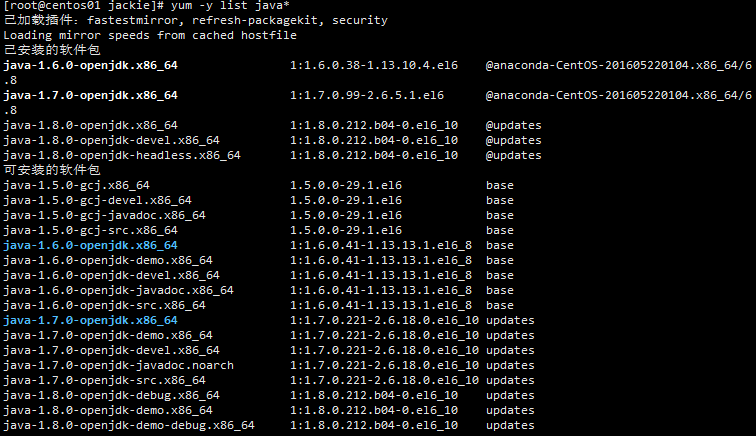 [root@centos01 jackie]# yum -y list java*
已加载插件：fastestmirror, refresh-packagekit, security
Loading mirror speeds from cached hostfile
已安装的软件包
java-1.6.0-openjdk.x86_64 1:1.6.0.38-1.13.10.4.el6 @anaconda-CentOS-201605220104.x86_64/6
.8
java-1.7.0-openjdk.x86_64 1:1.7.0.99-2.6.5.1.el6 @anaconda-CentOS-201605220104.x86_64/6
.8
java-1.8.0-openjdk.x86_64 1:1.8.0.212.b04-0.el6_10 @updates
java-1.8.0-openjdk-devel.x86_64 1:1.8.0.212.b04-0.el6_10 @updates
java-1.8.0-openjdk-headless.x86_64 1:1.8.0.212.b04-0.el6_10 @updates
可安装的软件包
java-1.5.0-gcj.x86_64 1.5.0.0-29.1.el6 base
java-1.5.0-gcj-devel.x86_64 1.5.0.0-29.1.el6 base
java-1.5.0-gcj-javadoc.x86_64 1.5.0.0-29.1.el6 base
java-1.5.0-gcj-src.x86_64 1.5.0.0-29.1.el6 base
java-1.6.0-openjdk.x86_64 1:1.6.0.41-1.13.13.1.el6_8 base
java-1.6.0-openjdk-demo.x86_64 1:1.6.0.41-1.13.13.1.el6_8 base
java-1.6.0-openjdk-devel.x86_64 1:1.6.0.41-1.13.13.1.el6_8 base
java-1.6.0-openjdk-javadoc.x86_64 1:1.6.0.41-1.13.13.1.el6_8 base
java-1.6.0-openjdk-src.x86_64 1:1.6.0.41-1.13.13.1.el6_8 base
java-1.7.0-openjdk.x86_64 1:1.7.0.221-2.6.18.0.el6_10 updates
java-1.7.0-openjdk-demo.x86_64 1:1.7.0.221-2.6.18.0.el6_10 updates
java-1.7.0-openjdk-devel.x86_64 1:1.7.0.221-2.6.18.0.el6_10 updates
java-1.7.0-openjdk-javadoc.noarch 1:1.7.0.221-2.6.18.0.el6_10 updates
java-1.7.0-openjdk-src.x86_64 1:1.7.0.221-2.6.18.0.el6_10 updates
java-1.8.0-openjdk-debug.x86_64 1:1.8.0.212.b04-0.el6_10 updates
java-1.8.0-openjdk-demo.x86_64 1:1.8.0.212.b04-0.el6_10 updates
java-1.8.0-openjdk-demo-debug.x86_64 1:1.8.0.212.b04-0.el6_10 updates